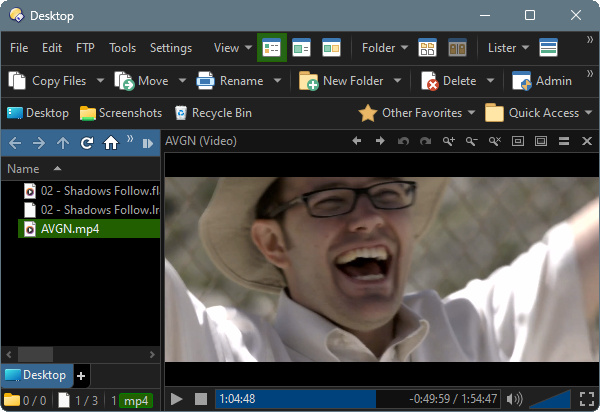 Desktop
File Edit FTP Tools Settings View Folder Lister »
Copy Files Move Rename New Folder Delete Admin »
Desktop Screenshots Recycle Bin Other Favorites Quick Access
» AVGN (Video)
Name
02 - Shadows Follow.fl
02 - Shadows Follow.lr
AVGN.mp4
Desktop +
0 / 0 1 / 3 1 mp4 1:04:48 -0:49:59 / 1:54:47